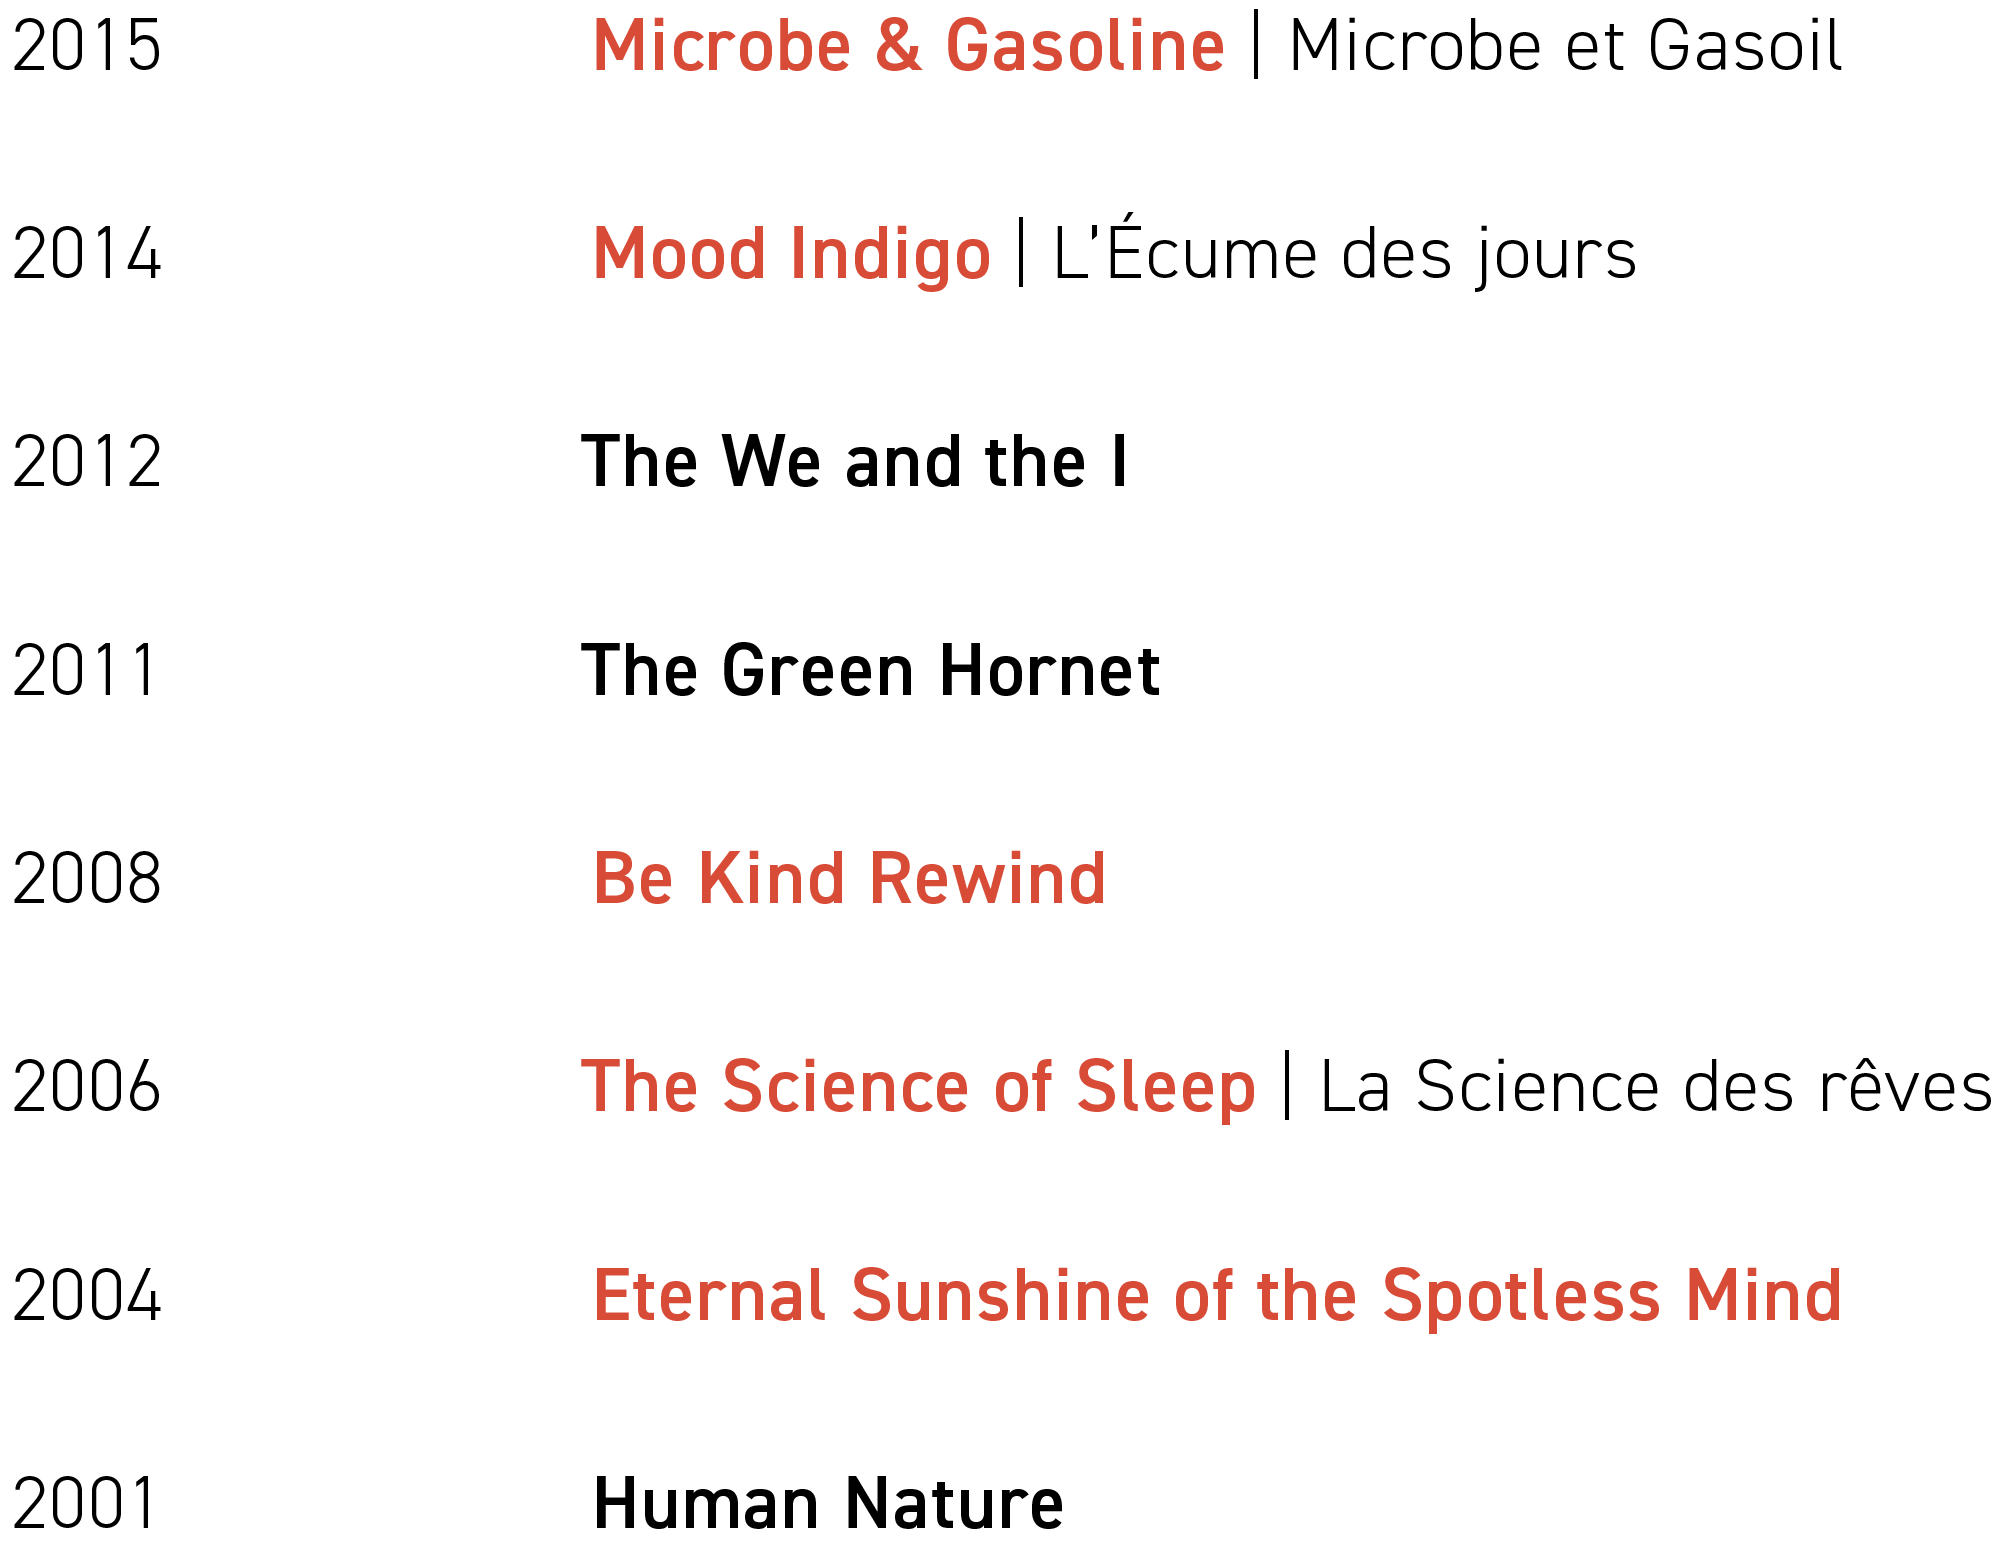 2015 Microbe & Gasoline | Microbe et Gasoil
2014 Mood Indigo | L’Écume des jours
2012 The We and the I
2011 The Green Hornet
2008 Be Kind Rewind
2006 The Science of Sleep | La Science des rêves
2004 Eternal Sunshine of the Spotless Mind
2001 Human Nature